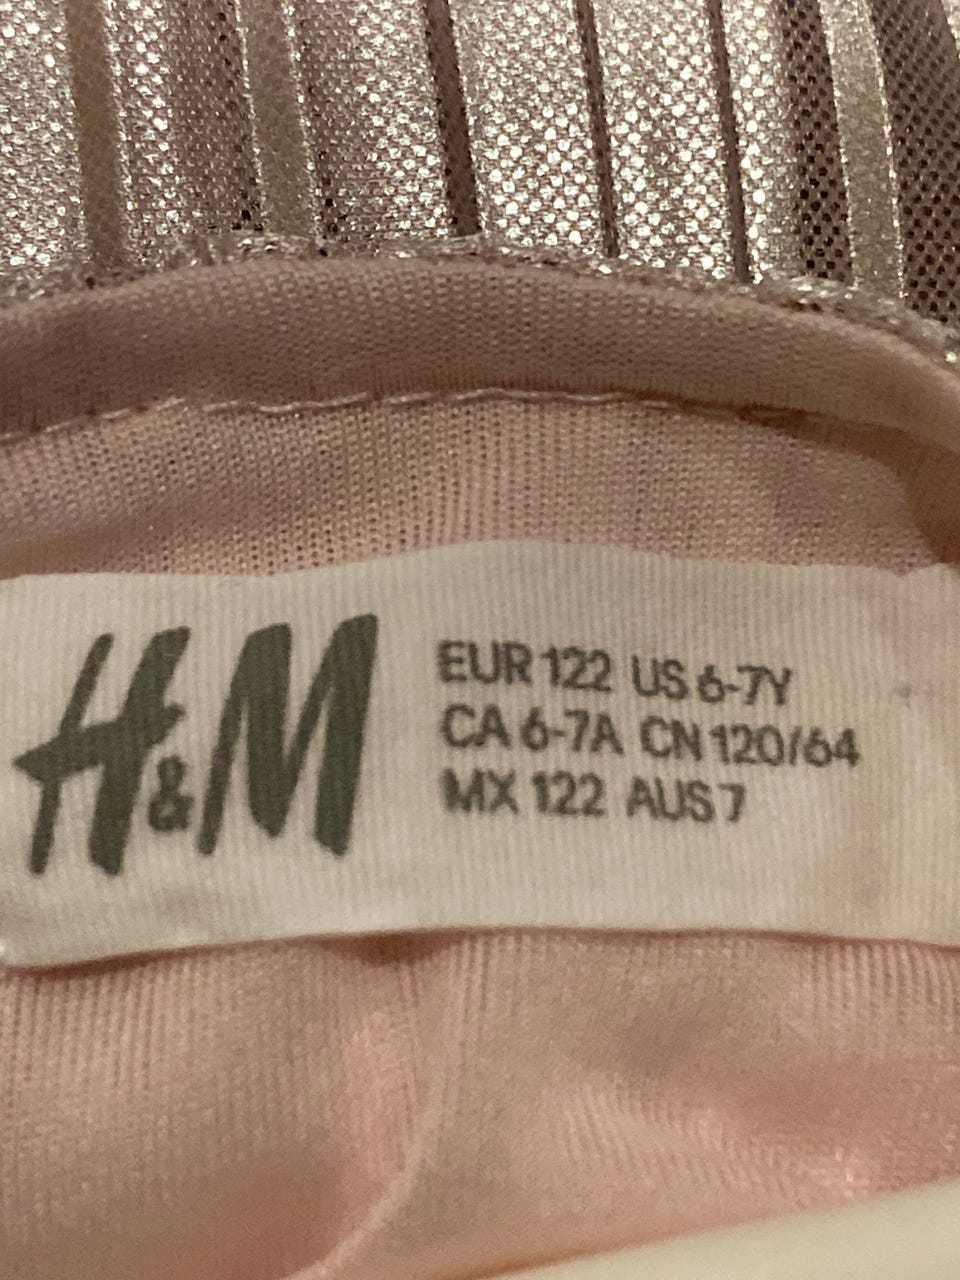 H&M
EUR 122 US 6-7Y
CA 6-7A CN 120/64
MX 122 AUS 7